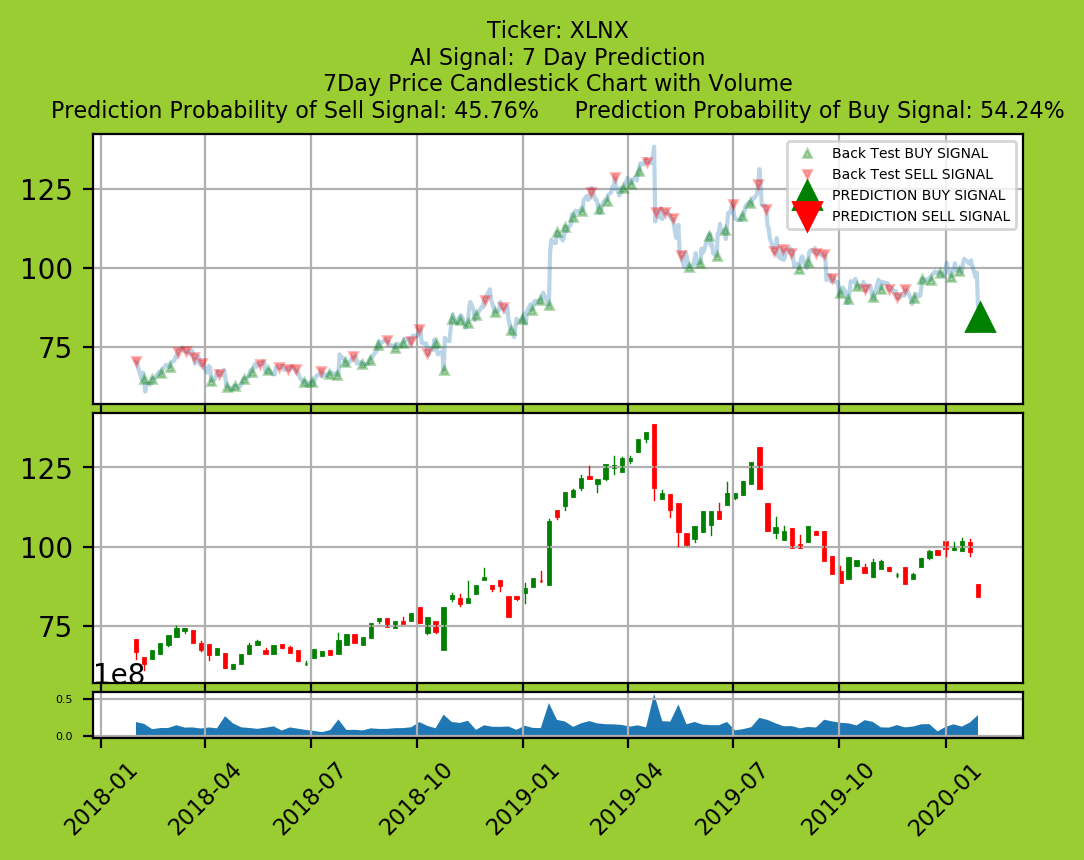 Ticker: XLNX
AI Signal: 7 Day Prediction
7Day Price Candlestick Chart with Volume
Prediction Probability of Sell Signal: 45.76%     Prediction Probability of Buy Signal: 54.24%
Back Test BUY SIGNAL
Back Test SELL SIGNAL
PREDICTION BUY SIGNAL
PREDICTION SELL SIGNAL
125
100
75
125
100
75
1e8
0.5
0.0
2018-01
2018-04
2018-07
2018-10
2019-01
2019-04
2019-07
2019-10
2020-01